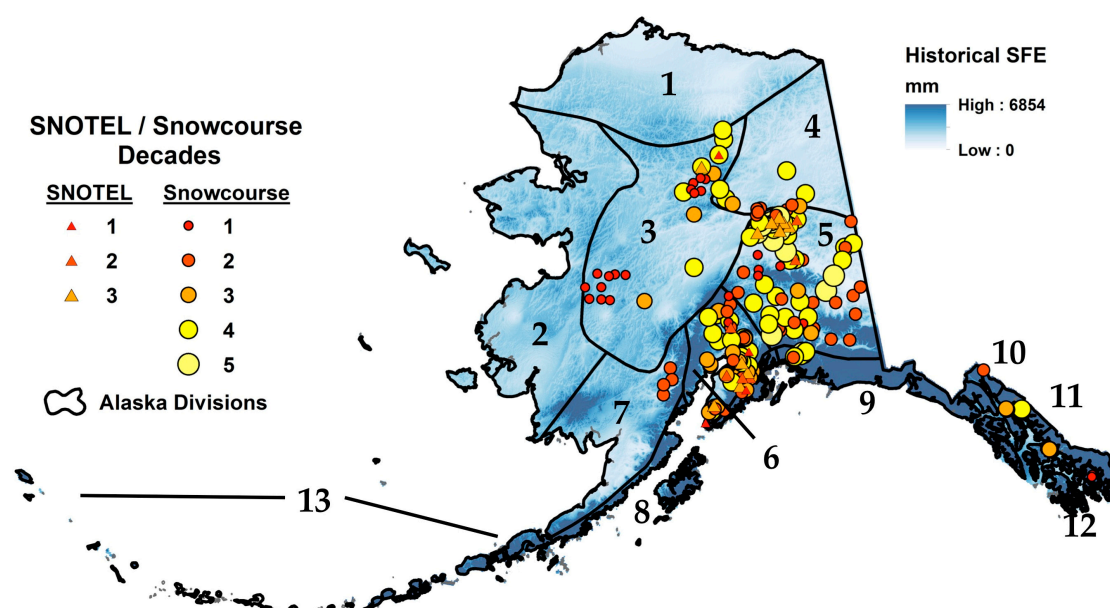 SNOTEL / Snowcourse
Decades
SNOTEL Snowcourse
1 1
2 2
3 3
4
5
Alaska Divisions
Historical SFE
mm
High : 6854
Low : 0
1
4
3
5
2
7
10
11
9
6
13
8
12